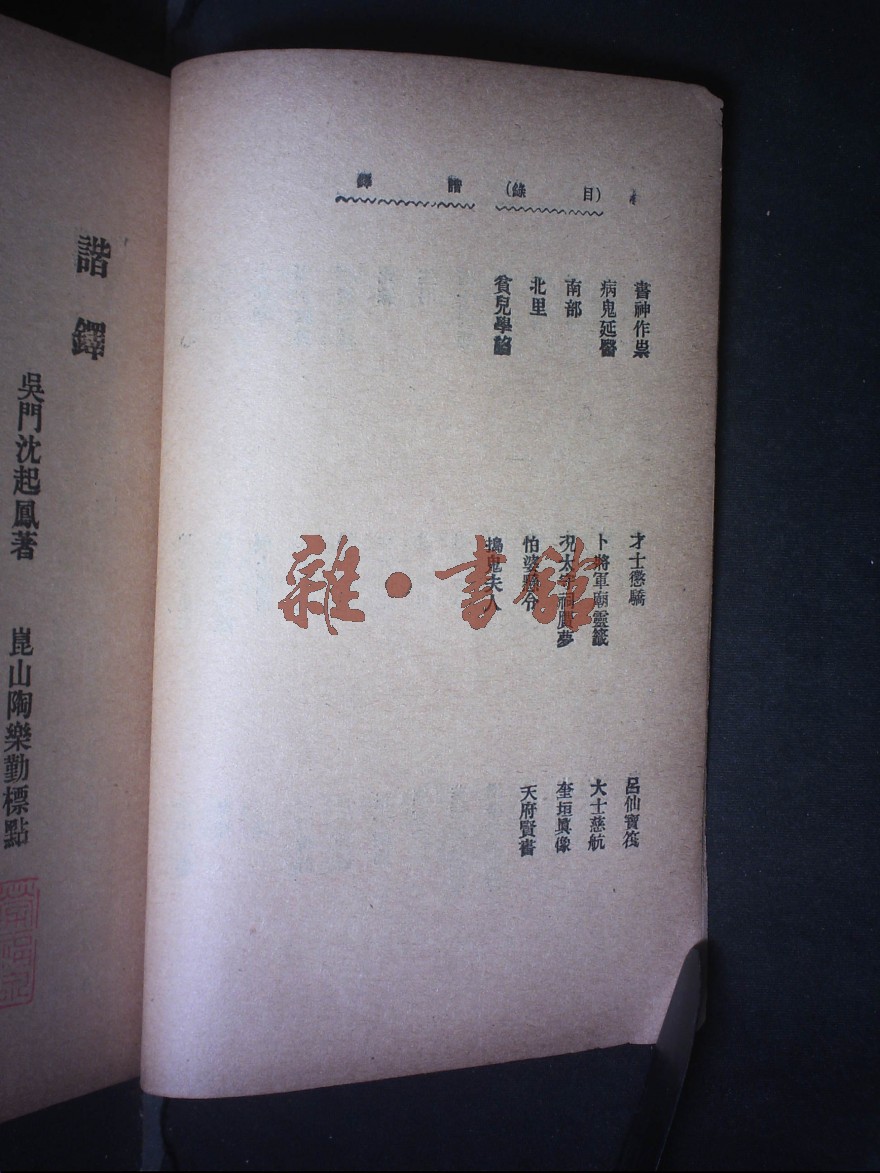 (目錄)
諧鐸
書神作祟
才士懲驕
呂仙寶筏
病鬼延醫
卜將軍廟靈籤
大士慈航
南部
況太守祠夢
奎垣眞像
北里
怕婆縣令
天府賢書
貧兒學諂
搗鬼夫人
雜·書館
諧鐸
吳門沈起鳳著
崑山陶樂勤標點